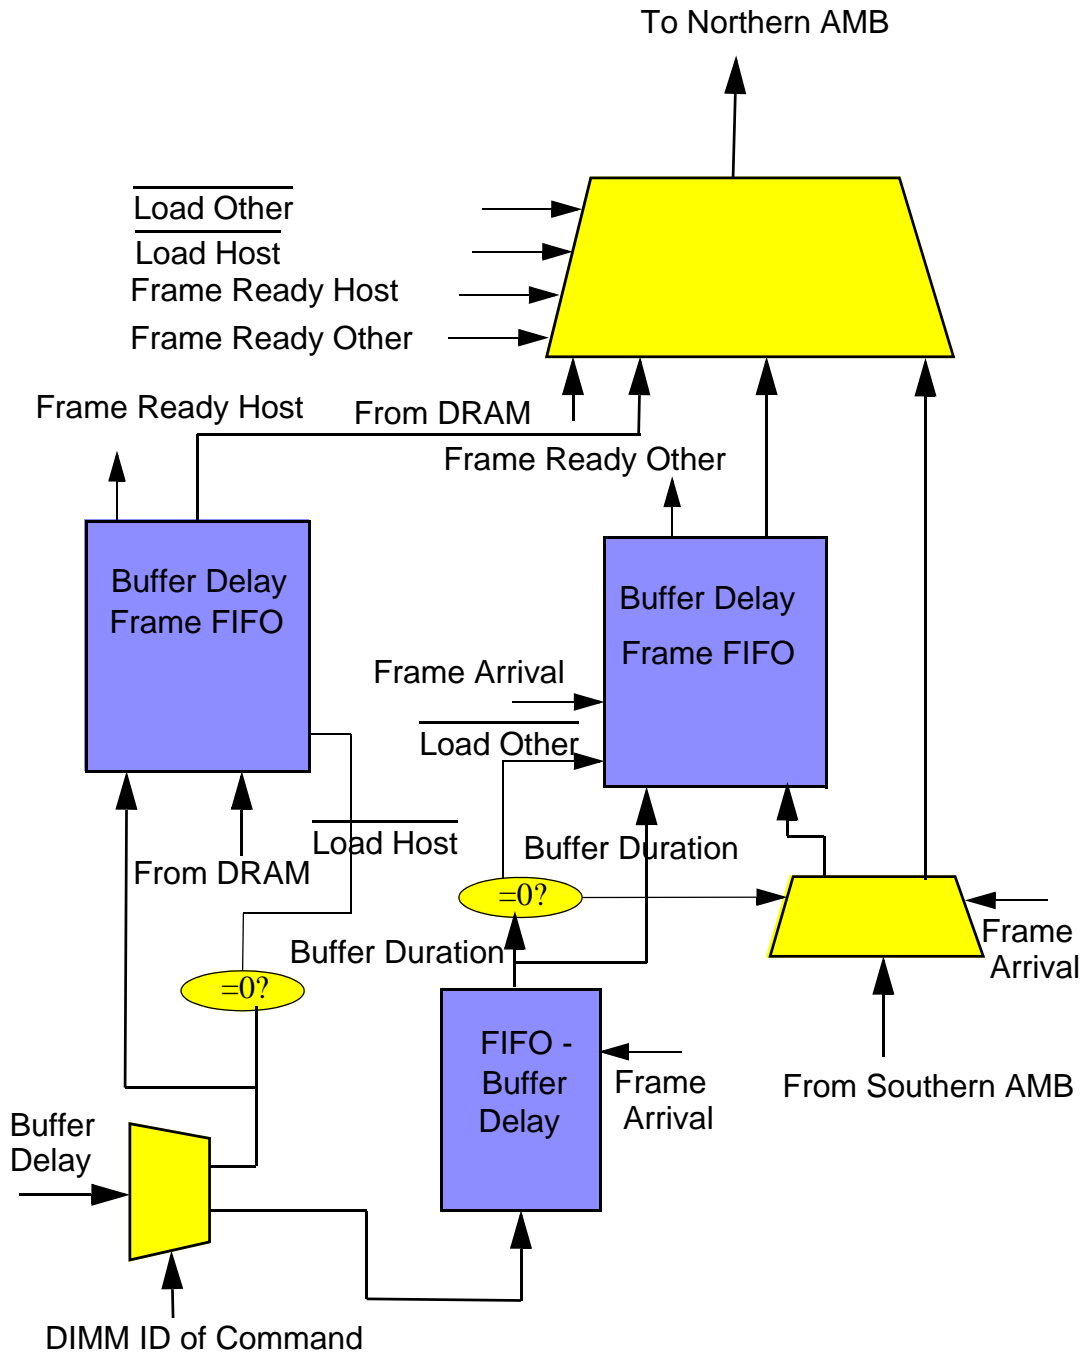 To Northern AMB
Load Other
Load Host
Frame Ready Host
Frame Ready Other
Frame Ready Host
From DRAM
Frame Ready Other
Buffer Delay
Frame FIFO
Buffer Delay
Frame FIFO
Frame Arrival
Load Other
Load Host
Buffer Duration
From DRAM
=0?
Buffer Duration
Frame
Arrival
=0?
FIFO -
Buffer
Delay
Frame
Arrival
From Southern AMB
Buffer
Delay
DIMM ID of Command